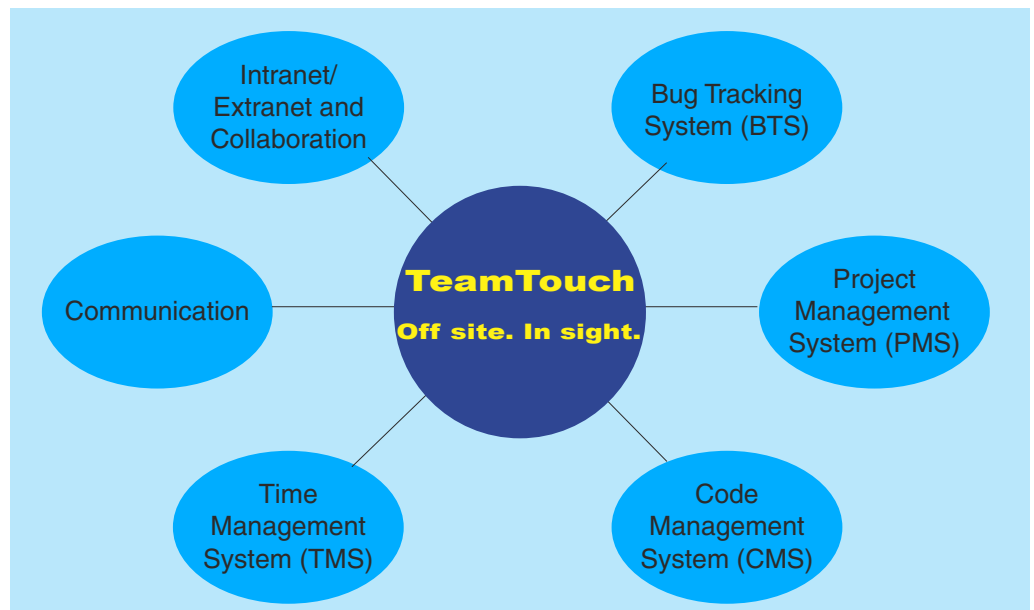 Intranet/
Extranet and
Collaboration
Bug Tracking
System (BTS)
TeamTouch
Off site. In sight.
Communication
Project
Management
System (PMS)
Time
Management
System (TMS)
Code
Management
System (CMS)